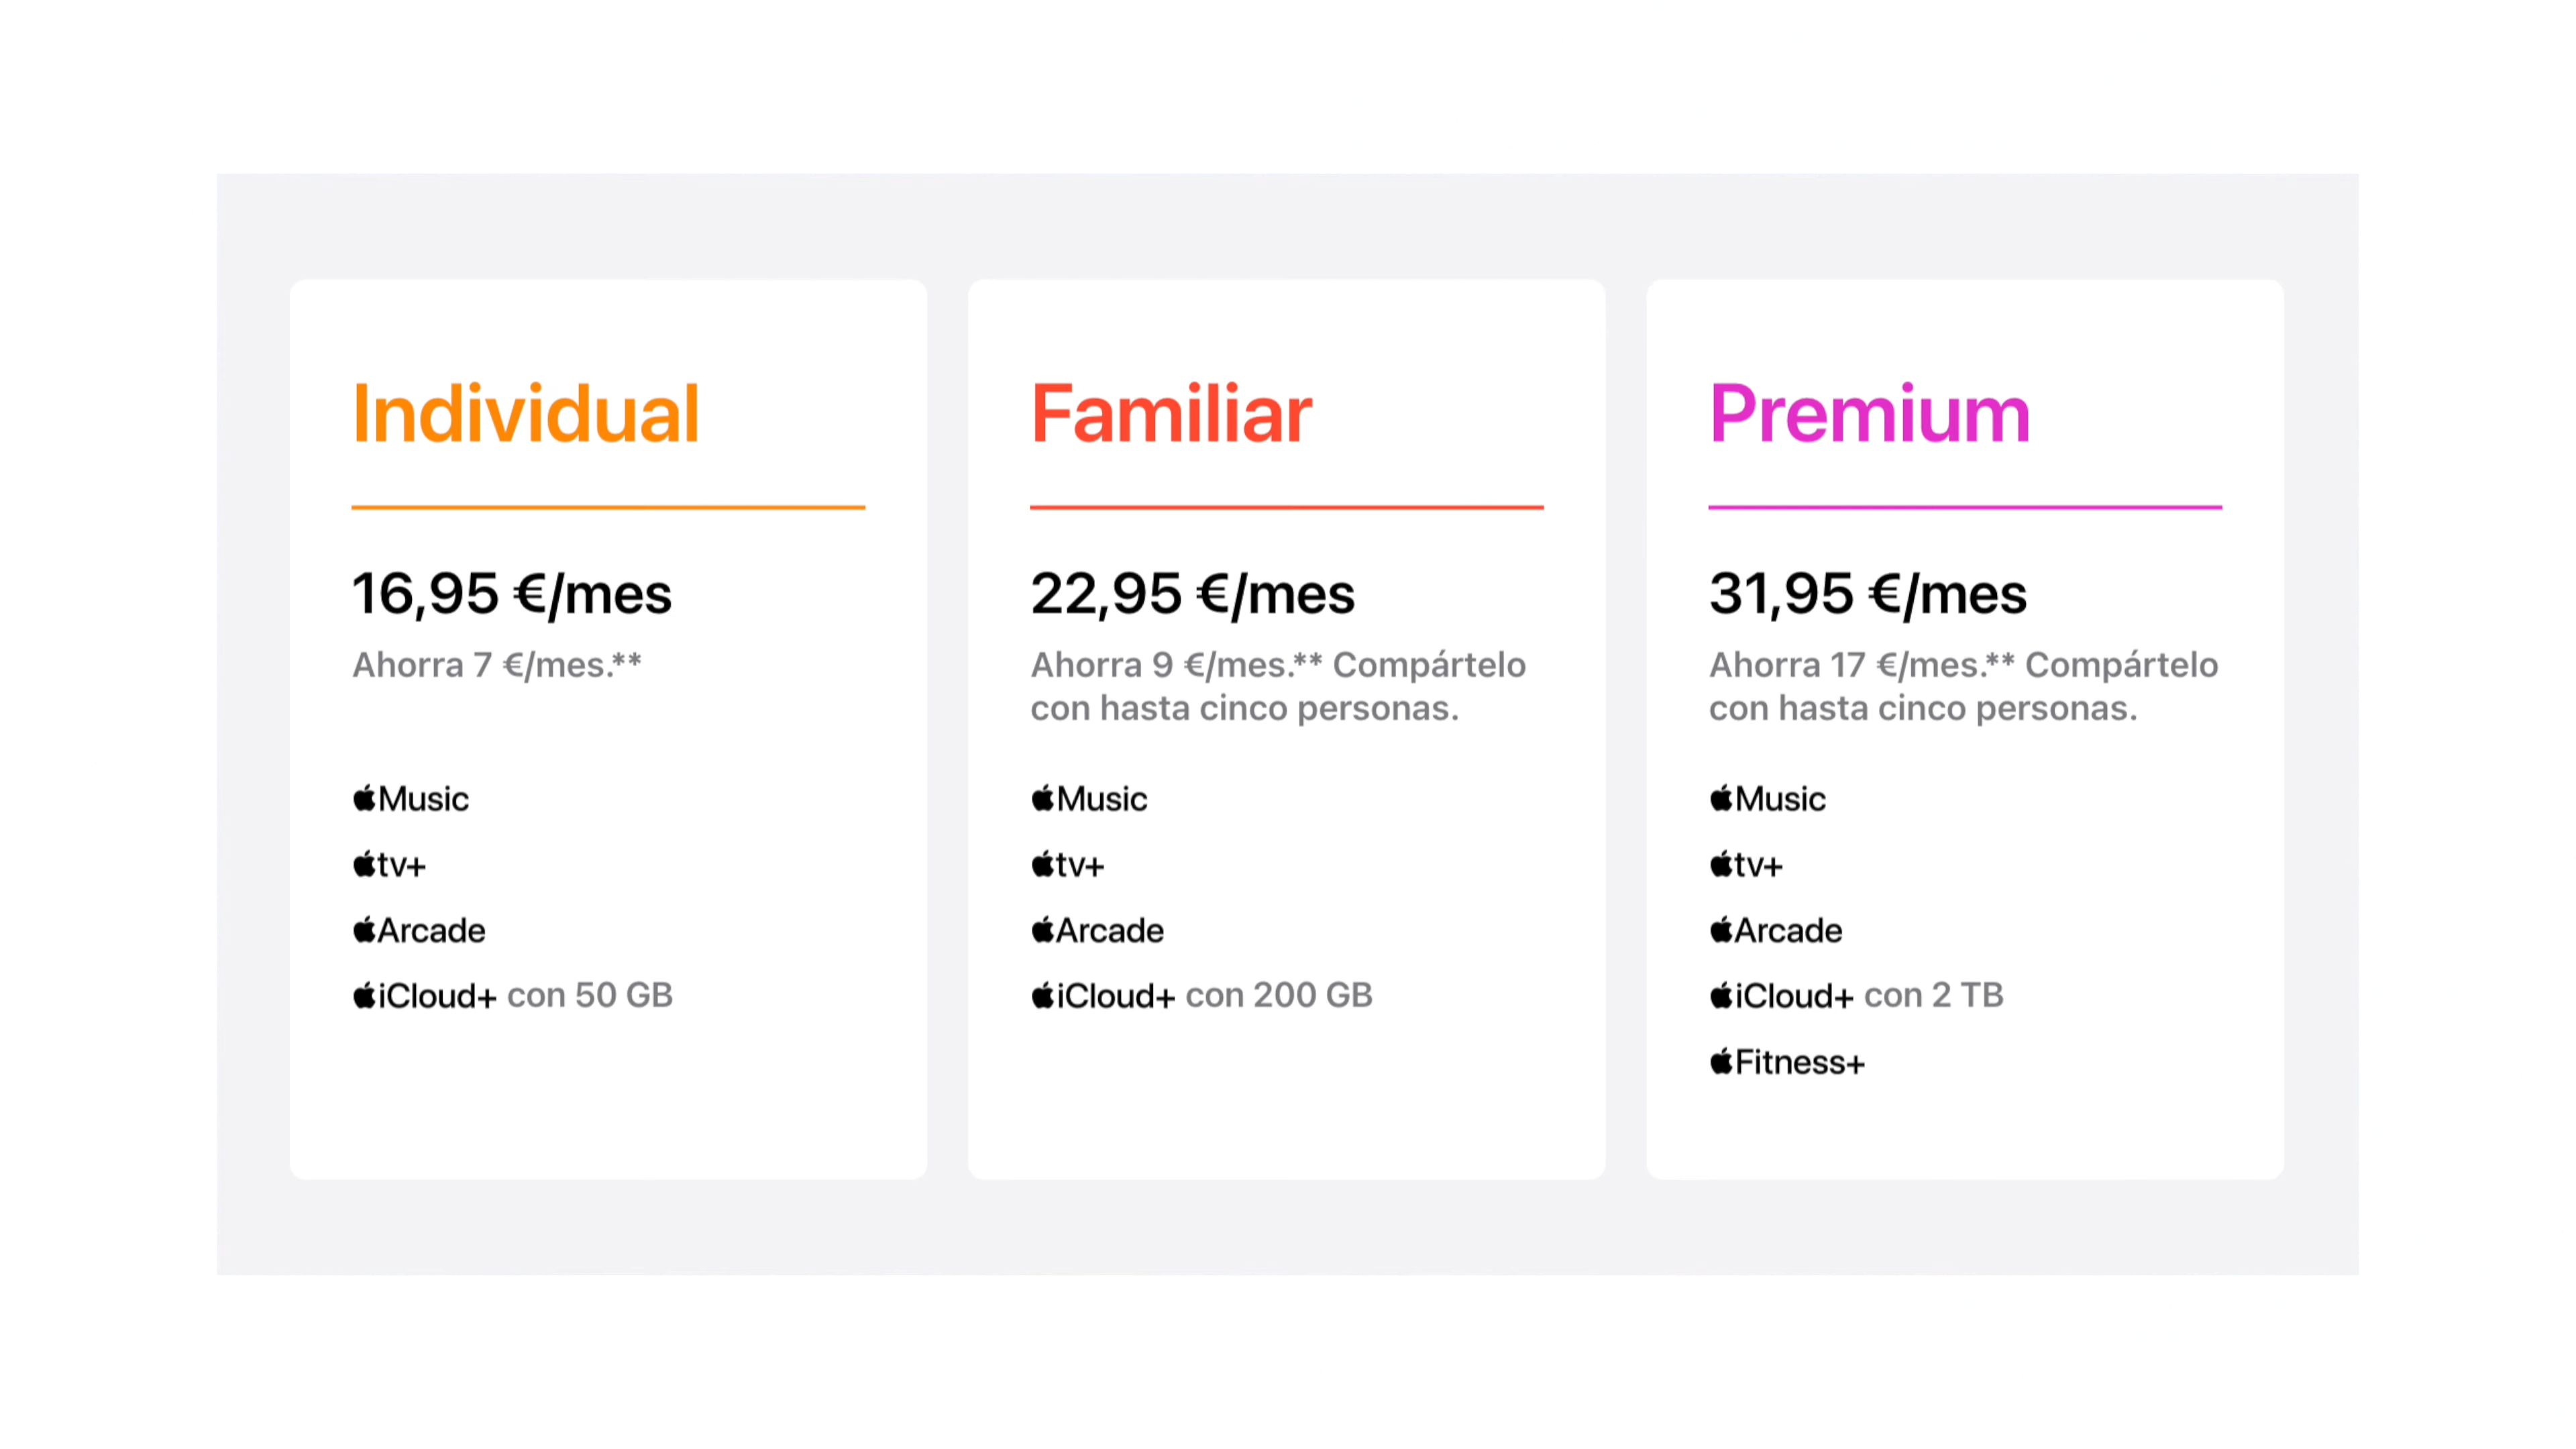 Individual
16,95 €/mes
Ahorra 7 €/mes.**
Music
tv+
Arcade
iCloud+ con 50 GB
Familiar
22,95 €/mes
Ahorra 9 €/mes.** Compártelo
con hasta cinco personas.
Music
tv+
Arcade
iCloud+ con 200 GB
Premium
31,95 €/mes
Ahorra 17 €/mes.** Compártelo
con hasta cinco personas.
Music
tv+
Arcade
iCloud+ con 2 TB
Fitness+